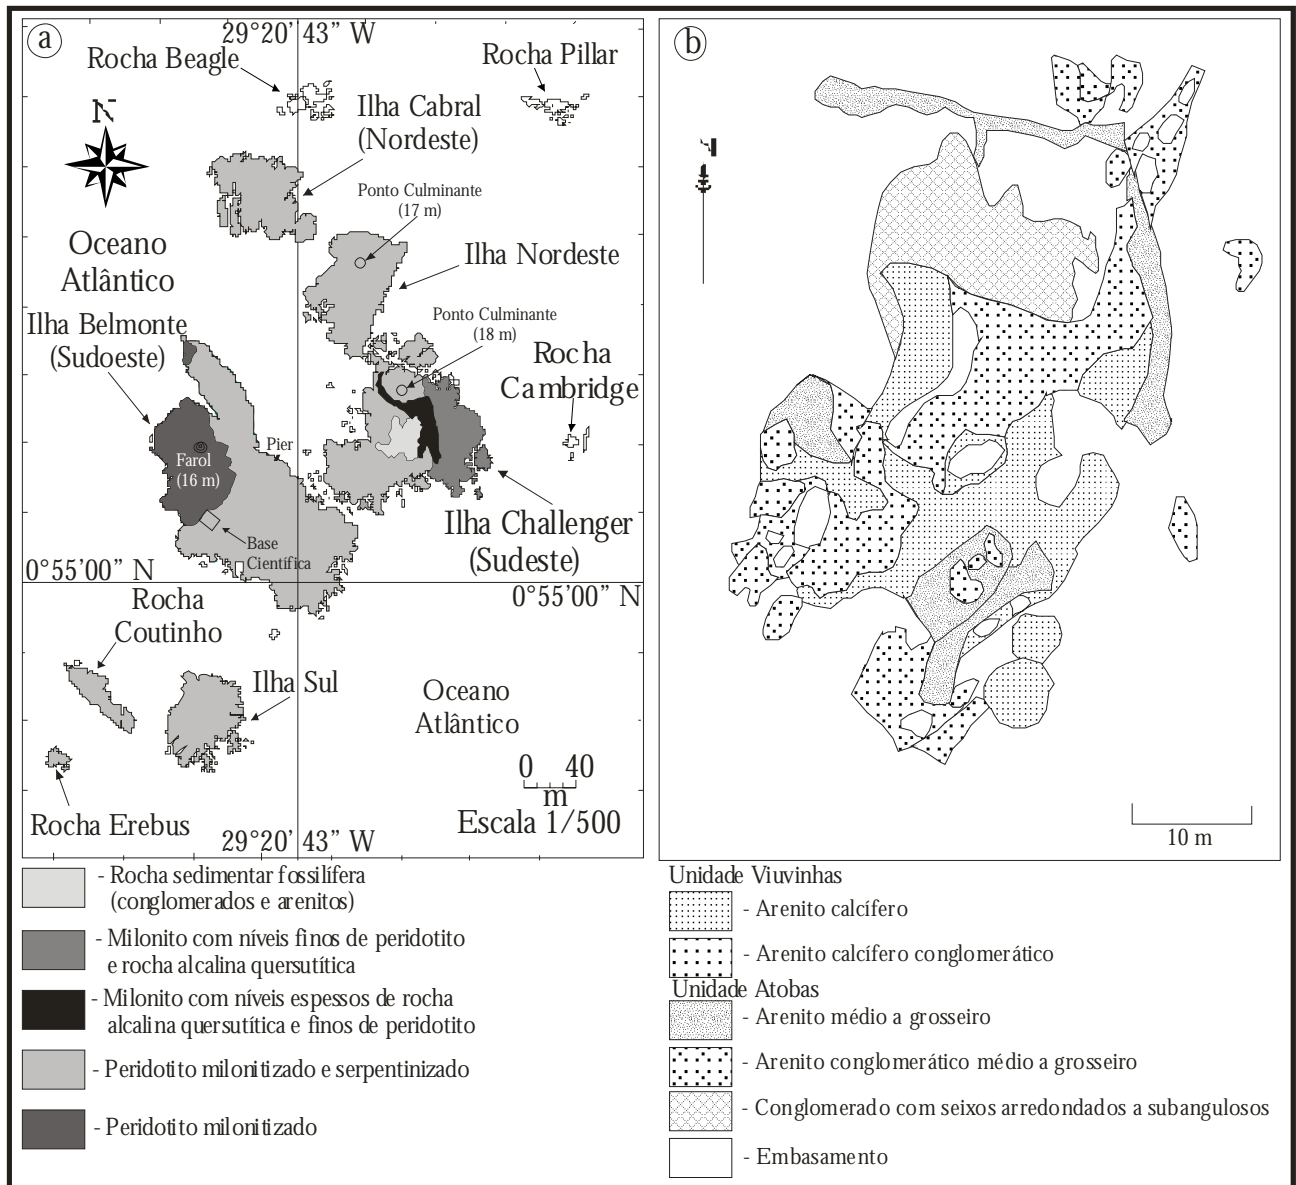 a
29°20'43" W
Rocha Beagle
Rocha Pillar
N
Ilha Cabral
(Nordeste)
Ponto Culminante
(17 m)
Oceano
Atlântico
Ilha Nordeste
Ilha Belmonte
(Sudoeste)
Ponto Culminante
(18 m)
Rocha
Cambridge
Pier
Farol
(16 m)
Ilha Challenger
(Sudeste)
Base
Científica
0°55'00" N
0°55'00" N
Rocha
Coutinho
Ilha Sul
Oceano
Atlântico
0 40
m
Escala 1/500
Rocha Erebus
29°20'43" W
- Rocha sedimentar fossilífera
(conglomerados e arenitos)
- Milonito com níveis finos de peridotito
e rocha alcalina quersutítica
- Milonito com níveis espessos de rocha
alcalina quersutítica e finos de peridotito
- Peridotito milonitizado e serpentinizado
- Peridotito milonitizado
b
N
10 m
Unidade Viuvinhas
- Arenito calcífero
- Arenito calcífero conglomerático
Unidade Atobas
- Arenito médio a grosseiro
- Arenito conglomerático médio a grosseiro
- Conglomerado com seixos arredondados a subangulosos
- Embasamento